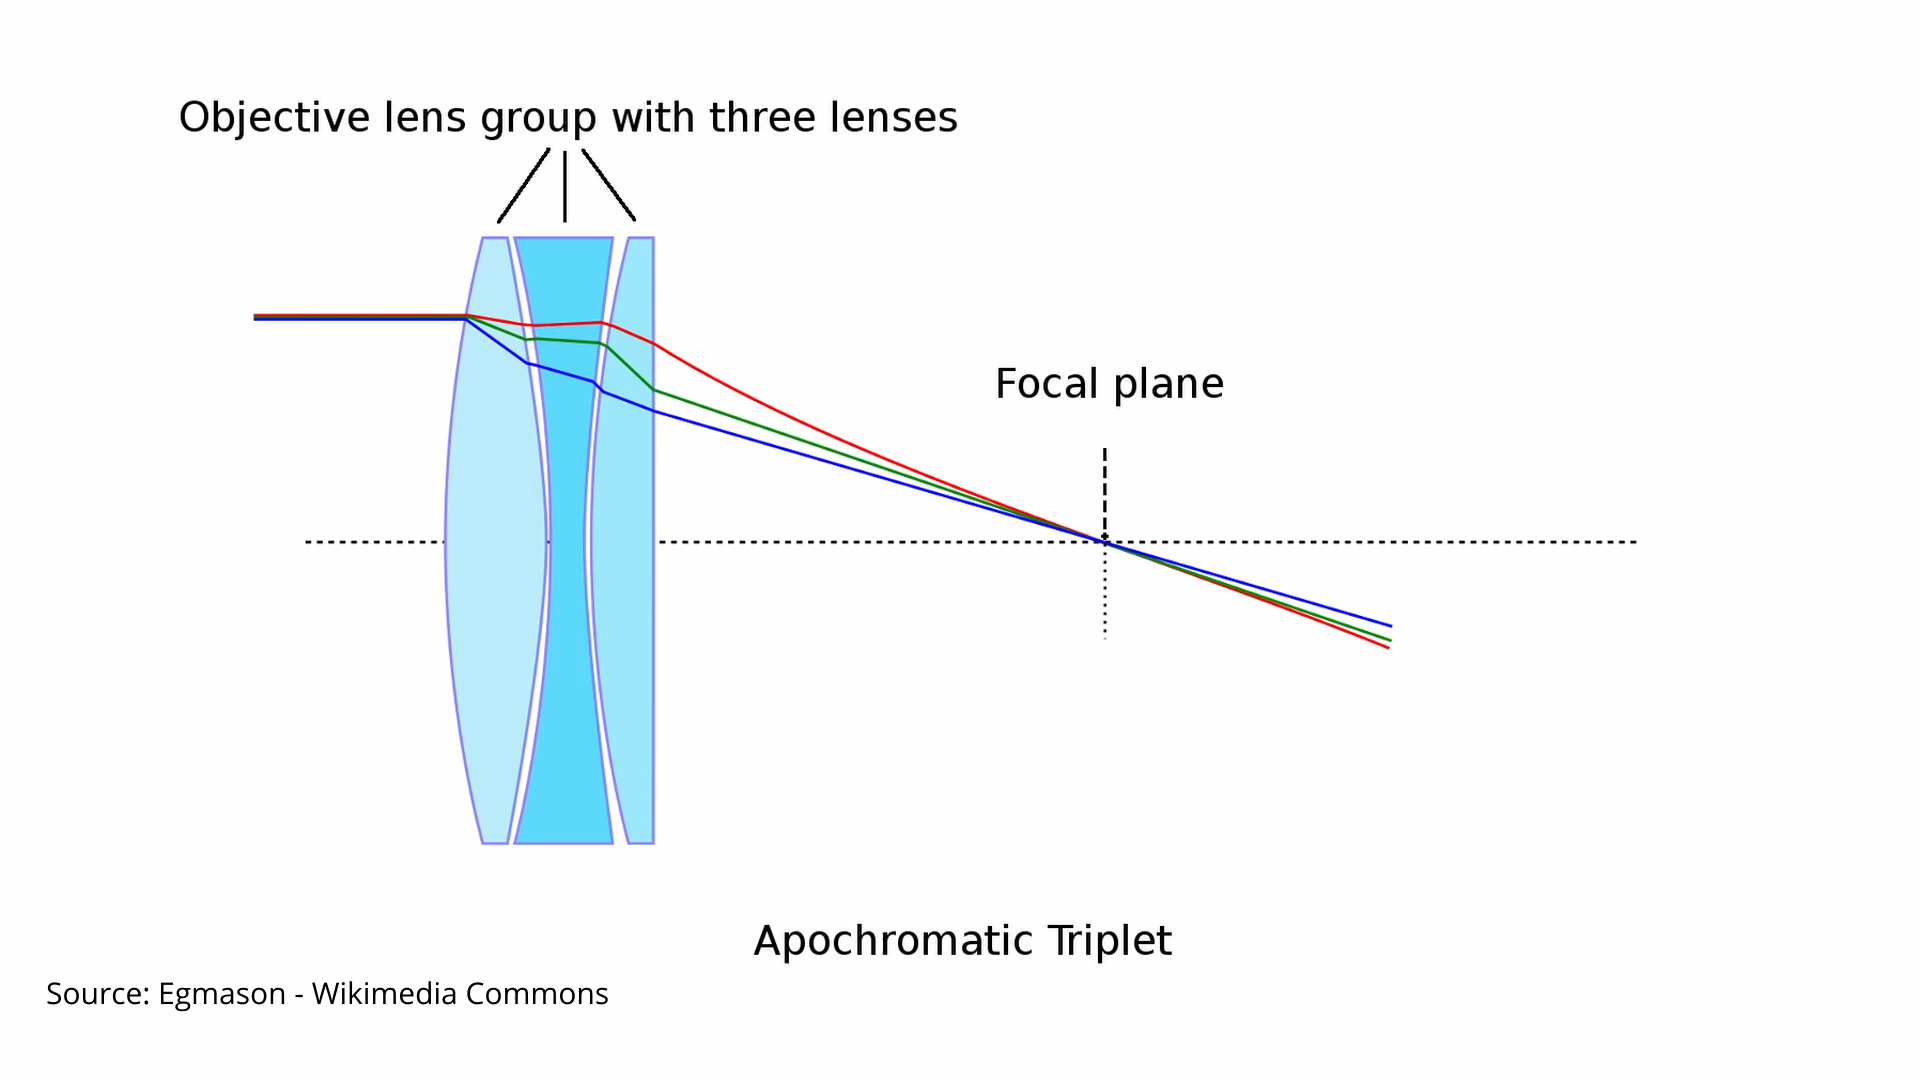 Objective lens group with three lenses
Focal plane
Apochromatic Triplet
Source: Egmason - Wikimedia Commons